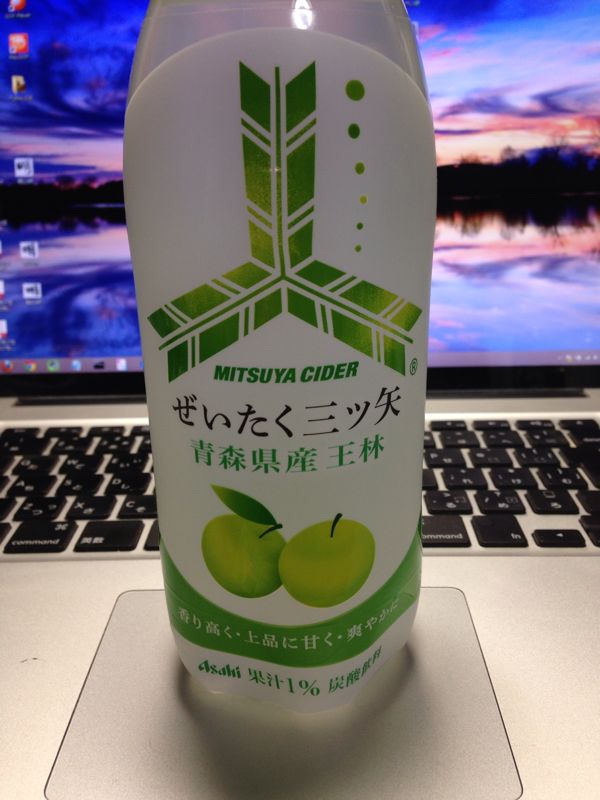 MITSUYA CIDER
®
ぜいたく三ツ矢
青森県産 王林
香り高く・上品に甘く・爽やかに
Asahi 果汁1% 炭酸飲料
command
英数
command